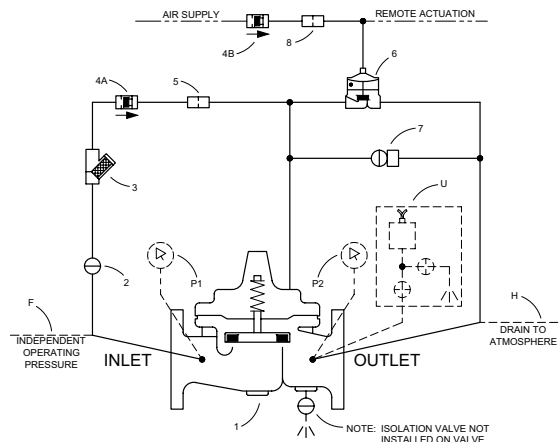 AIR SUPPLY
REMOTE ACTUATION
4B
8
6
4A
5
7
3
U
P1
P2
2
F
H
INDEPENDENT
OPERATING
PRESSURE
INLET
OUTLET
DRAIN TO
ATMOSPHERE
1
NOTE: ISOLATION VALVE NOT
INSTALLED ON VALVE